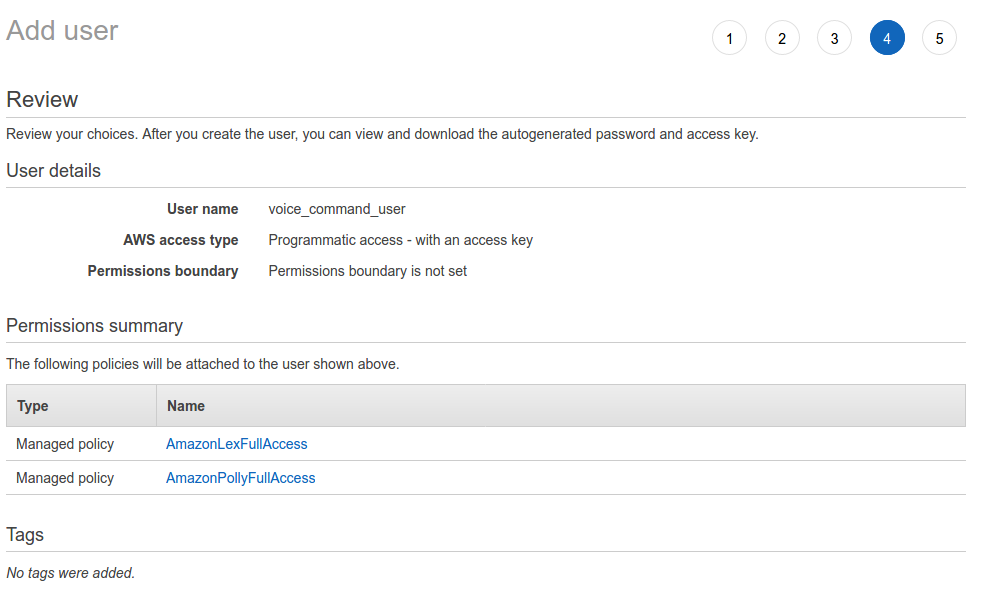 Add user
1 2 3 4 5
Review
Review your choices. After you create the user, you can view and download the autogenerated password and access key.
User details
User name voice_command_user
AWS access type Programmatic access - with an access key
Permissions boundary Permissions boundary is not set
Permissions summary
The following policies will be attached to the user shown above.
Type Name
Managed policy AmazonLexFullAccess
Managed policy AmazonPollyFullAccess
Tags
No tags were added.